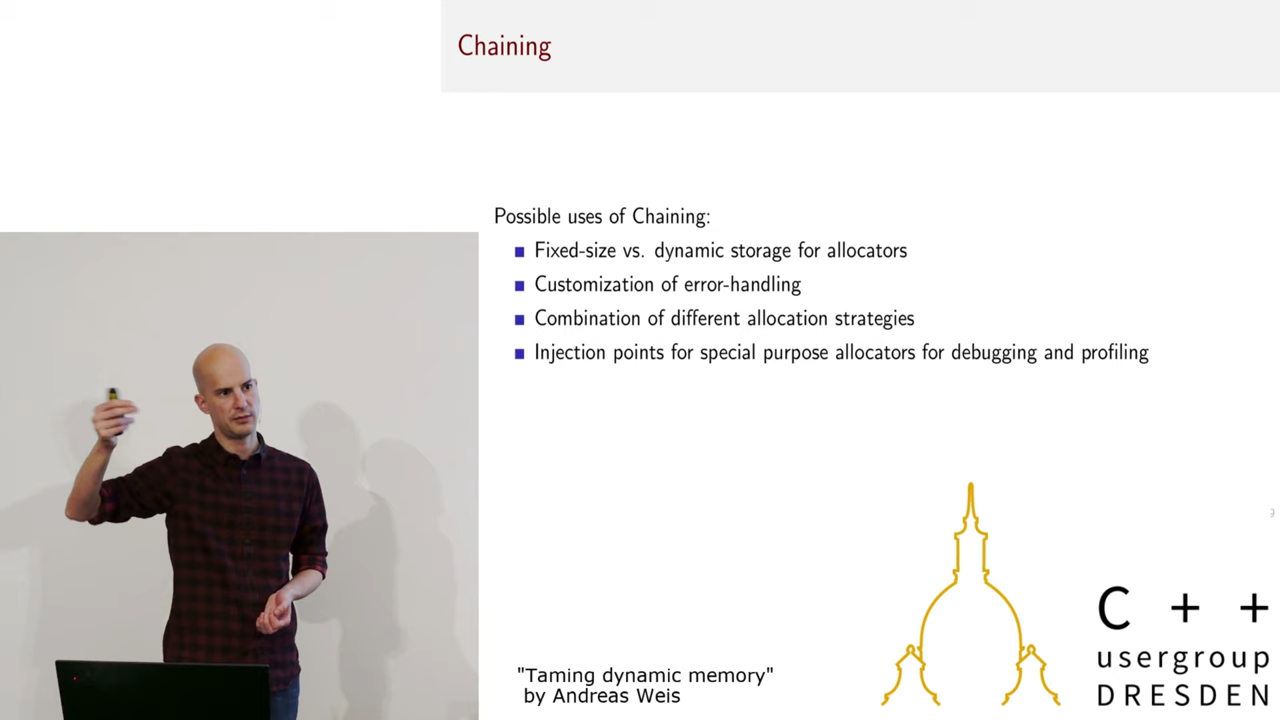 Chaining
Possible uses of Chaining:
Fixed-size vs. dynamic storage for allocators
Customization of error-handling
Combination of different allocation strategies
Injection points for special purpose allocators for debugging and profiling
9
"Taming dynamic memory"
by Andreas Weis
C + +
usergroup
DRESDEN